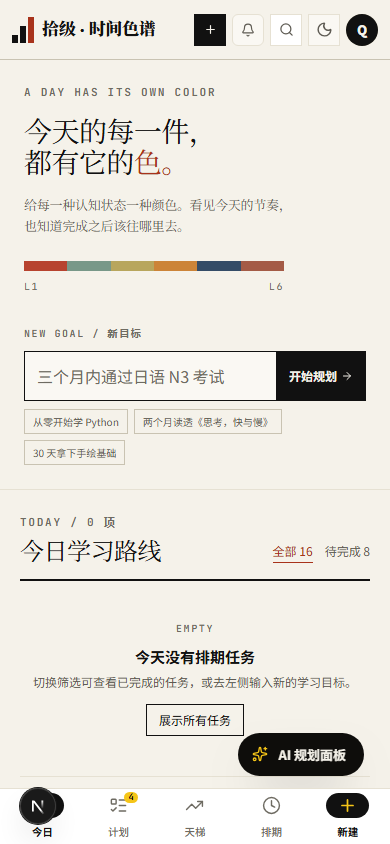 拾级 · 时间色谱
Q
A DAY HAS ITS OWN COLOR
今天的每一件,
都有它的色。
给每一种认知状态一种颜色。看见今天的节奏,
也知道完成之后该往哪里去。
L1
L6
NEW GOAL / 新目标
三个月内通过日语 N3 考试
开始规划 →
从零开始学 Python
两个月读透《思考，快与慢》
30 天拿下手绘基础
TODAY / 0 项
今日学习路线
全部 16
待完成 8
EMPTY
今天没有排期任务
切换筛选可查看已完成的任务，或去左侧输入新的学习目标。
展示所有任务
AI 规划面板
N
4
今日
计划
天梯
排期
新建